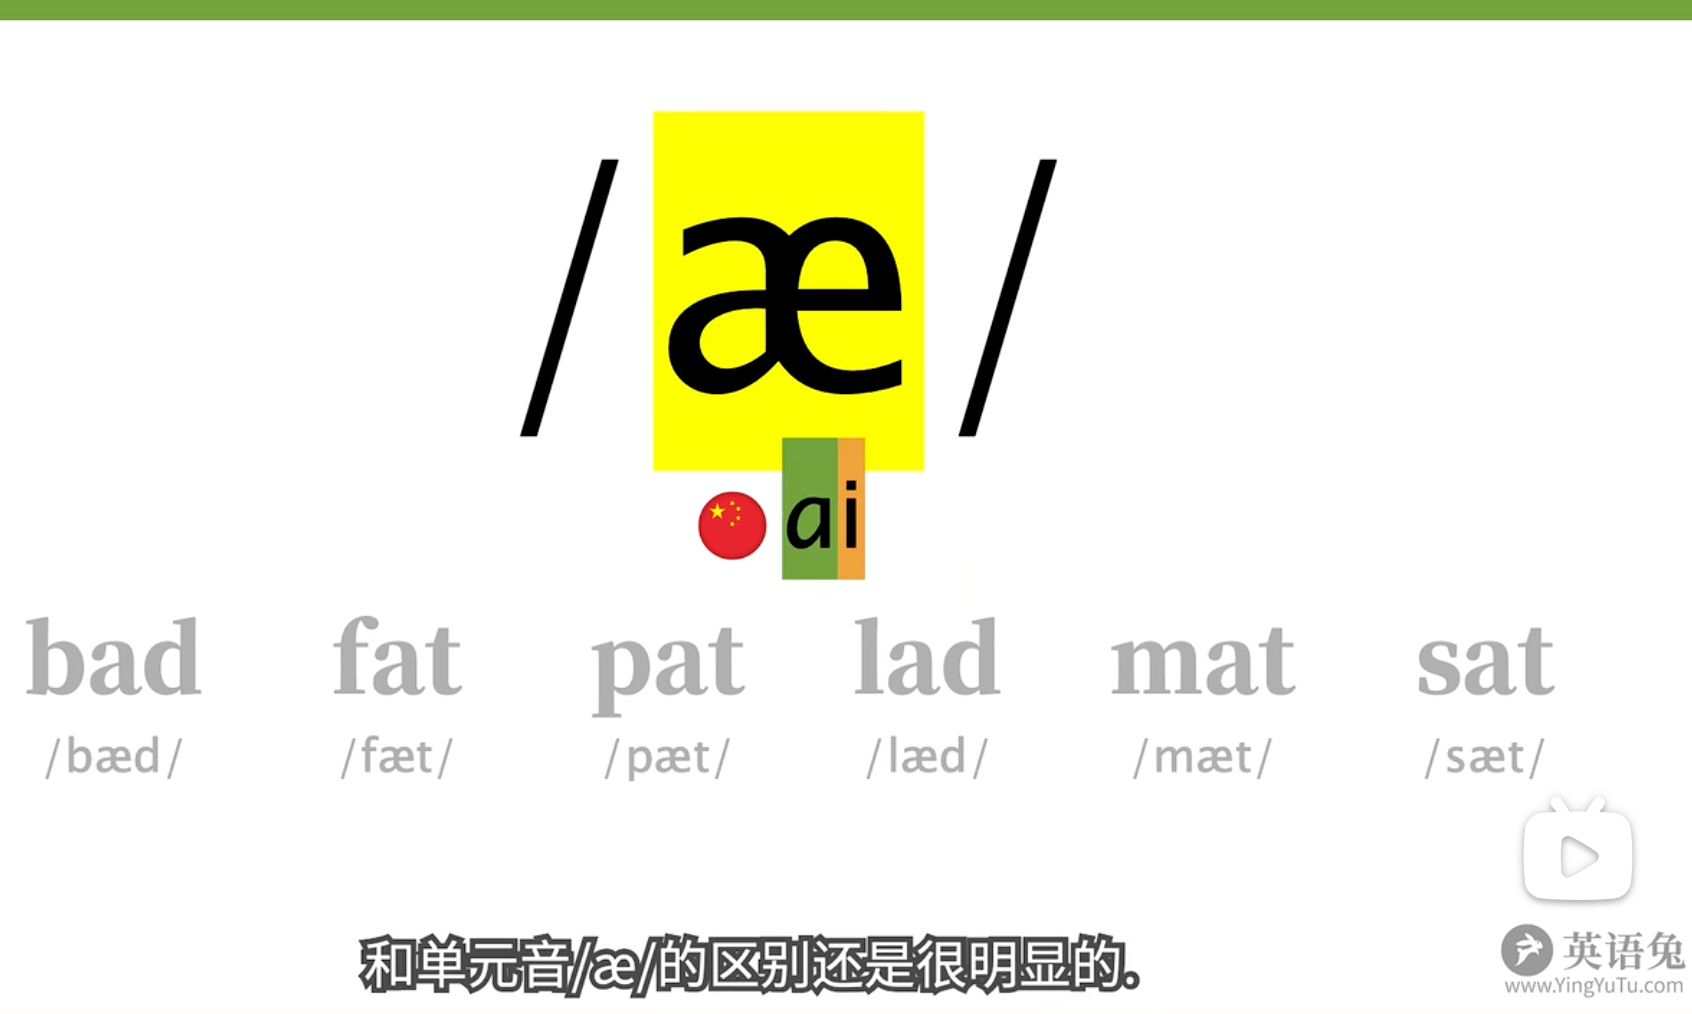 /æ/
ai
bad fat pat lad mat sat
/bæd/ /fæt/ /pæt/ /læd/ /mæt/ /sæt/
和单元音/æ/的区别还是很明显的.
英语兔
www.YingYuTu.com